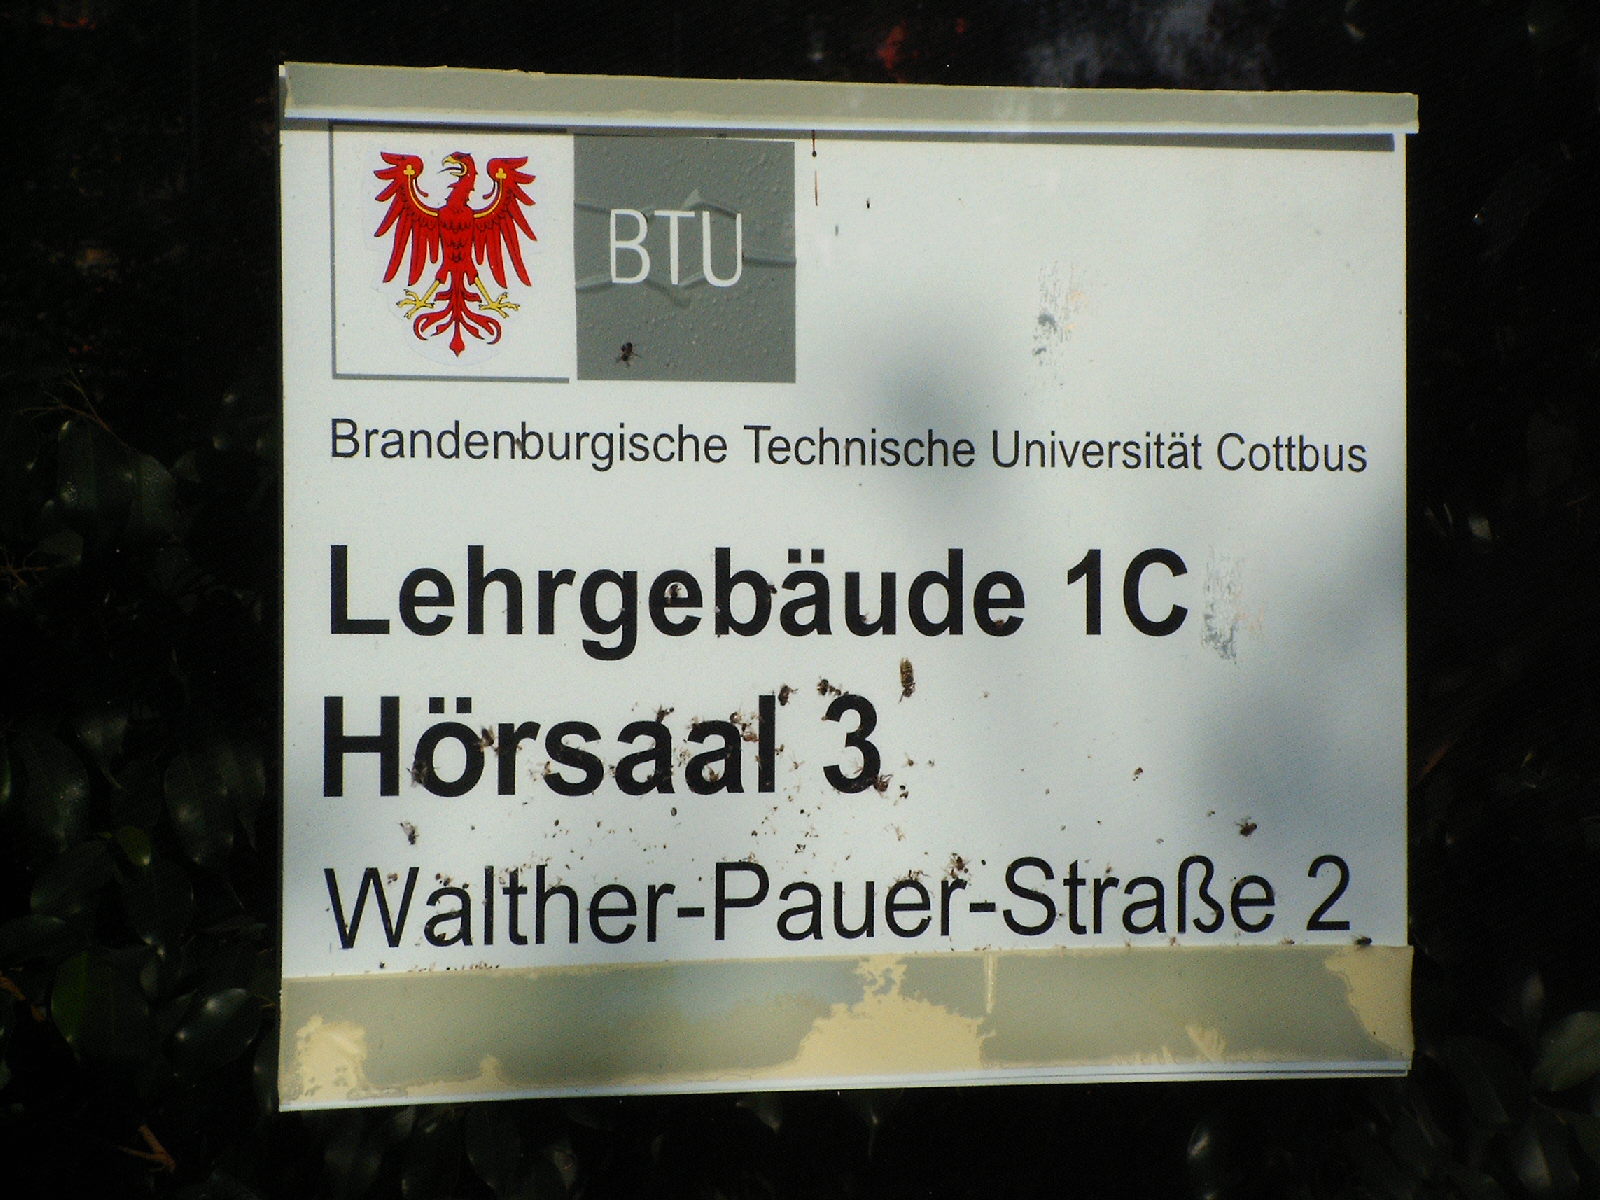 BTU
Brandenburgische Technische Universität Cottbus
Lehrgebäude 1C
Hörsaal 3
Walther-Pauer-Straße 2